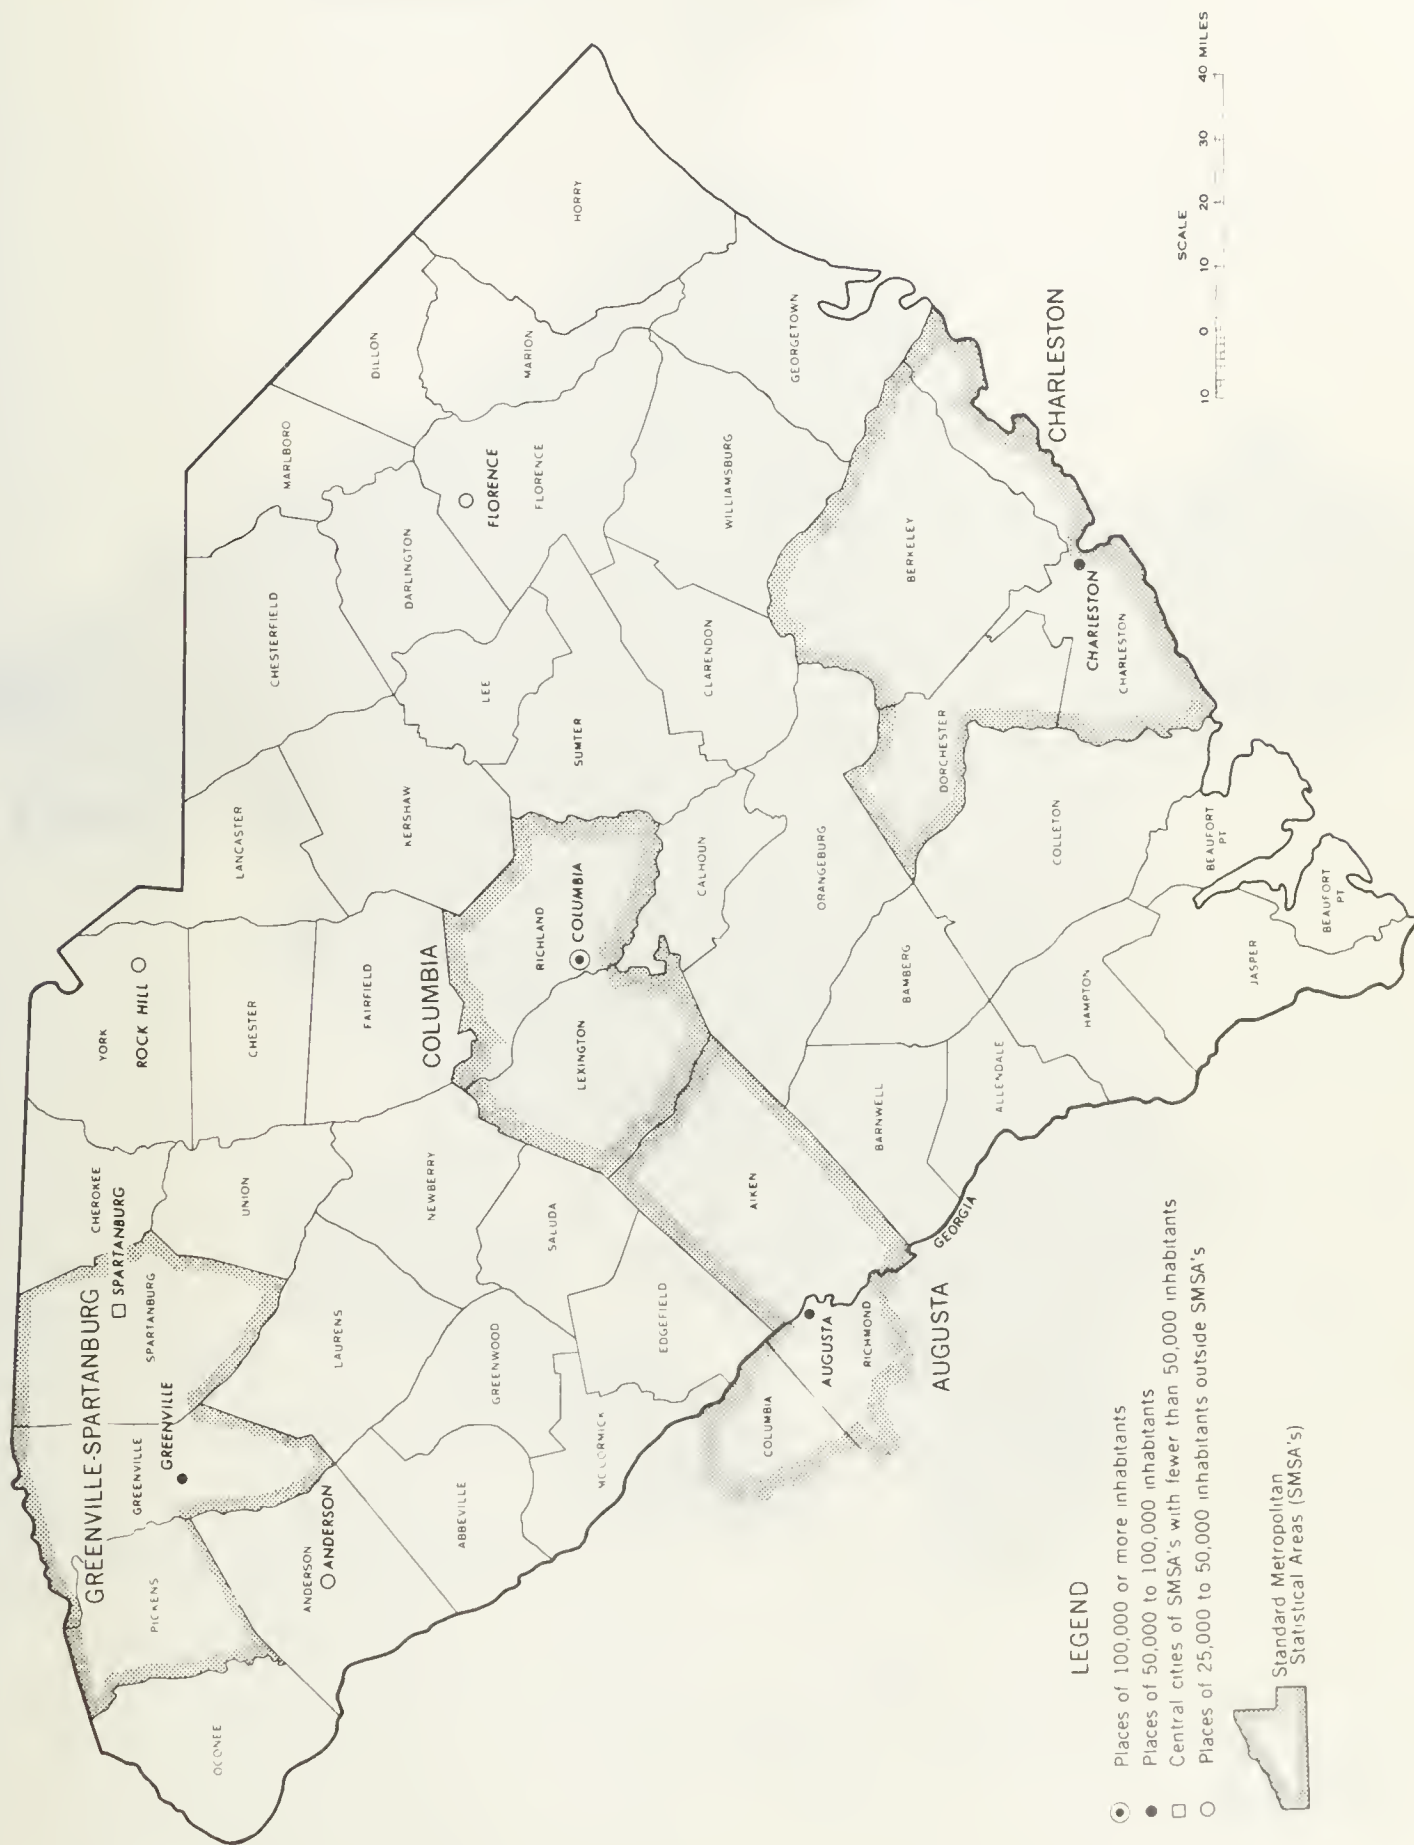 GREENVILLE-SPARTANBURG
OCONEE
PICKENS
GREENVILLE
GREENVILLE
SPARTANBURG
SPARTANBURG
CHEROKEE
YORK
ROCK HILL
ANDERSON
ANDERSON
LAURENS
UNION
CHESTER
LANCASTER
CHESTERFIELD
MARLBORO
DILLON
ABBEVILLE
GREENWOOD
NEWBERRY
FAIRFIELD
KERSHAW
DARLINGTON
COLUMBIA
LEE
FLORENCE
FLORENCE
MARION
HORRY
MC CORMICK
EDGEFIELD
SALUDA
LEXINGTON
RICHLAND
COLUMBIA
SUMTER
CALHOUN
CLARENDON
WILLIAMSBURG
GEORGETOWN
COLUMBIA
AUGUSTA
RICHMOND
AUGUSTA
GEORGIA
AIKEN
BARNWELL
BAMBERG
ORANGEBURG
DORCHESTER
BERKELEY
ALLENDALE
HAMPTON
COLLETON
CHARLESTON
CHARLESTON
CHARLESTON
JASPER
BEAUFORT
PT
BEAUFORT
PT
LEGEND
Places of 100,000 or more inhabitants
Places of 50,000 to 100,000 inhabitants
Central cities of SMSA's with fewer than 50,000 inhabitants
Places of 25,000 to 50,000 inhabitants outside SMSA's
Standard Metropolitan
Statistical Areas (SMSA's)
SCALE
10 0 10 20 30 40 MILES